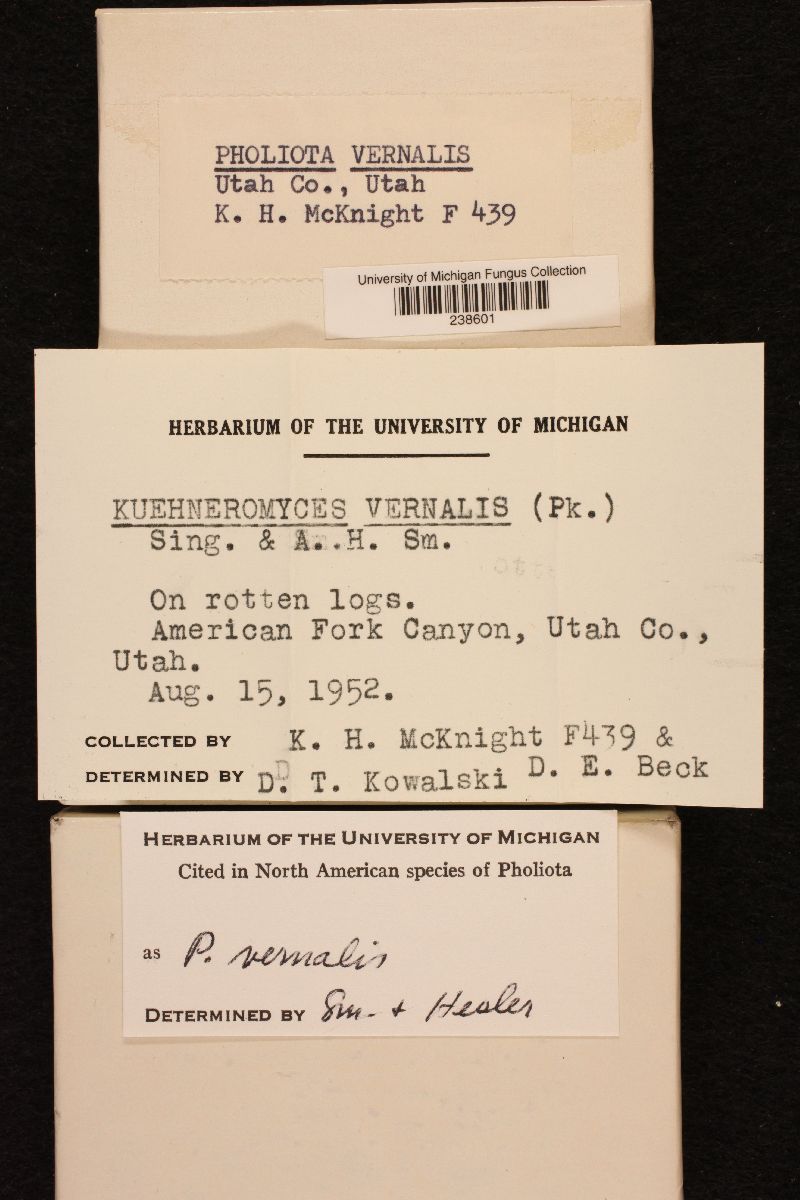 PHOLIOTA VERNALIS
Utah Co., Utah
K. H. McKnight F 439
University of Michigan Fungus Collection
238601
HERBARIUM OF THE UNIVERSITY OF MICHIGAN
KUEHNEROMYCES VERNALIS (Pk.)
Sing. & A. H. Sm.
On rotten logs.
American Fork Canyon, Utah Co.,
Utah.
Aug. 15, 1952.
COLLECTED BY K. H. McKnight F439 &
D. E. Beck
DETERMINED BY D. T. Kowalski
HERBARIUM OF THE UNIVERSITY OF MICHIGAN
Cited in North American species of Pholiota
as P. vernalis
DETERMINED BY Sm. + Hesler